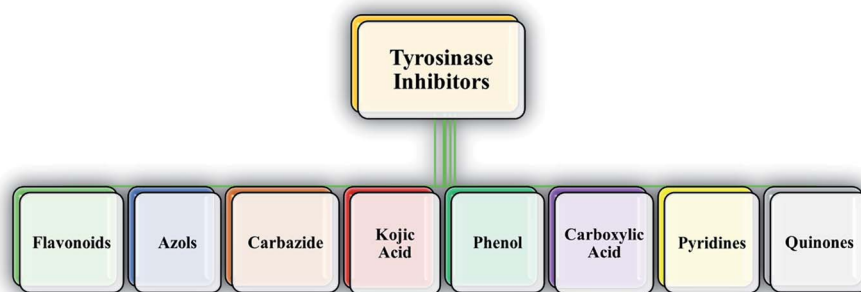 Tyrosinase
Inhibitors
Flavonoids
Azols
Carbazide
Kojic
Acid
Phenol
Carboxylic
Acid
Pyridines
Quinones